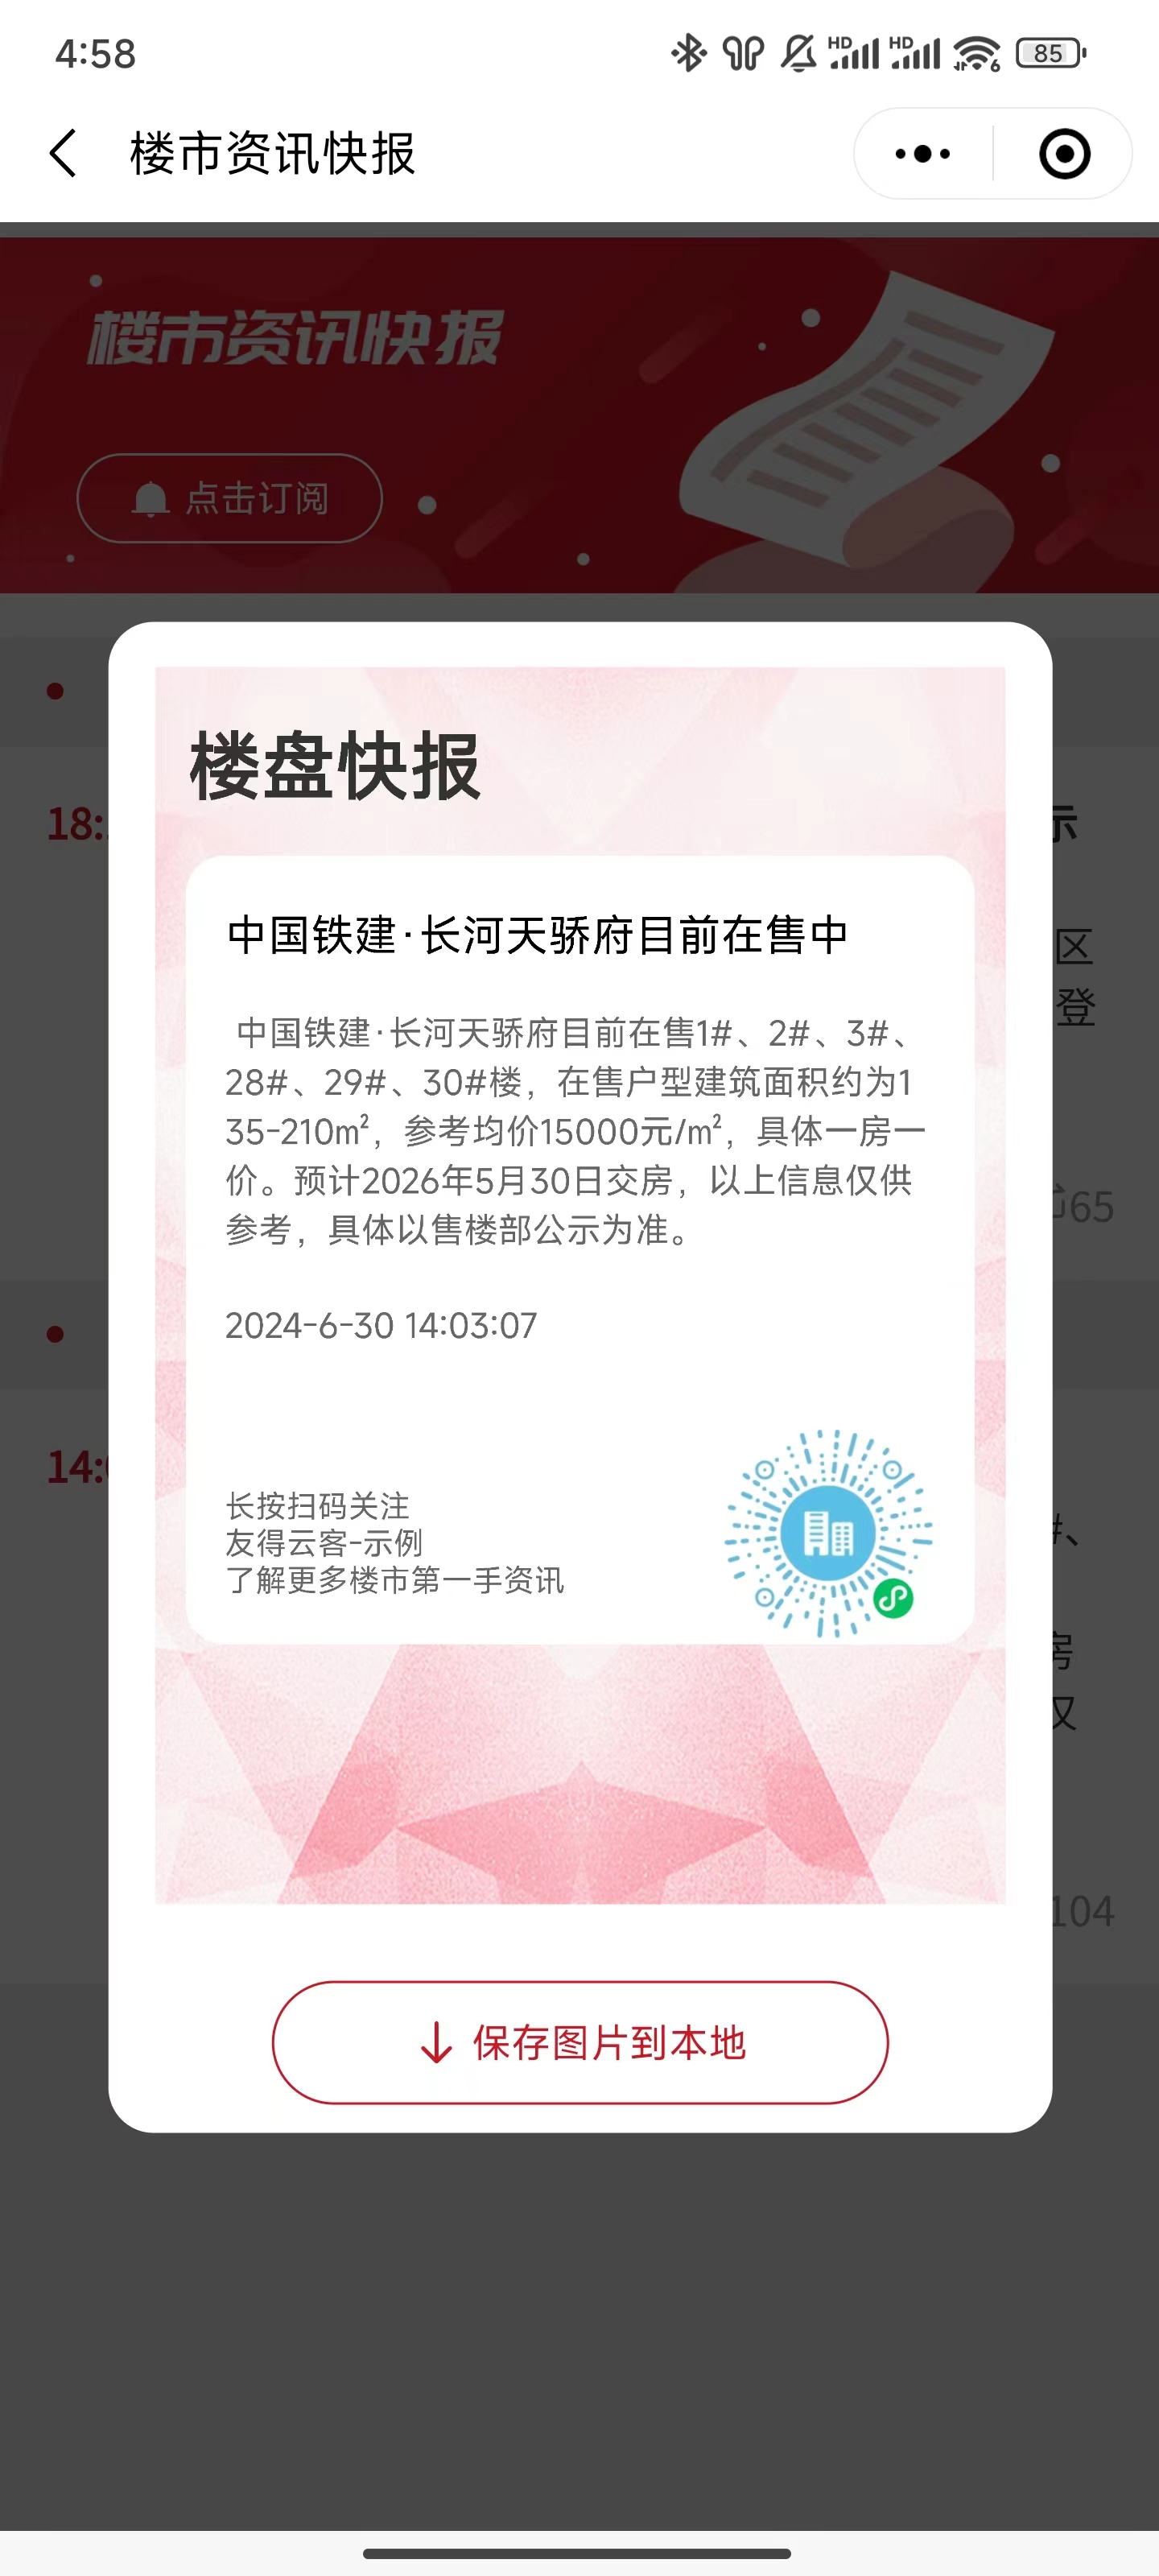 4:58
HD HD 6 85
楼市资讯快报
楼市资讯快报
点击订阅
楼盘快报
18:
示
中国铁建·长河天骄府目前在售中
区
登
中国铁建·长河天骄府目前在售1#、2#、3#、
28#、29#、30#楼，在售户型建筑面积约为1
35-210㎡，参考均价15000元/㎡，具体一房一
价。预计2026年5月30日交房，以上信息仅供
参考，具体以售楼部公示为准。
65
2024-6-30 14:03:07
14:
#、
长按扫码关注
友得云客-示例
了解更多楼市第一手资讯
房
仅
104
保存图片到本地